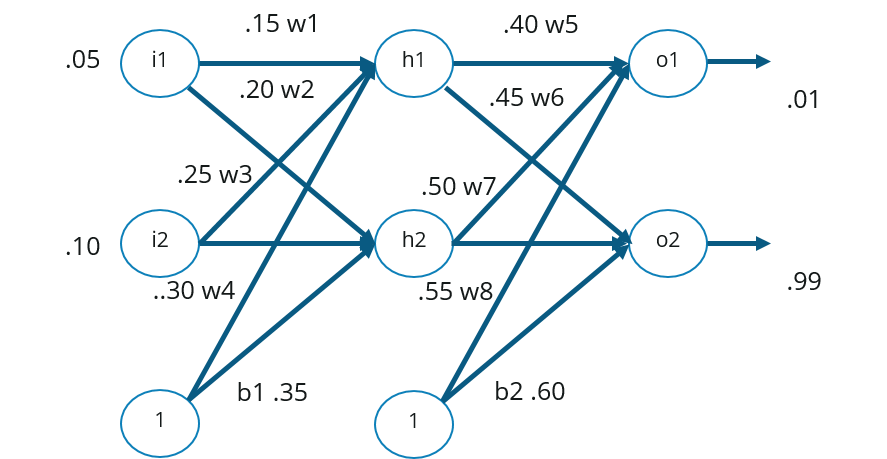 .15 w1
.40 w5
.05
i1
h1
o1
.20 w2
.45 w6
.01
.25 w3
.50 w7
.10
i2
h2
o2
..30 w4
.55 w8
.99
b1 .35
b2 .60
1
1